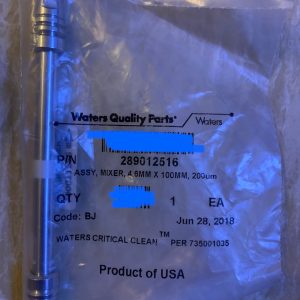 Waters Quality Parts™ Waters
P/N 289012516
ASSY, MIXER, 4.6MM X 100MM, 200um
QTY 1 EA
Code: BJ Jun 28, 2018
WATERS CRITICAL CLEAN™ PER 735001035
Product of USA